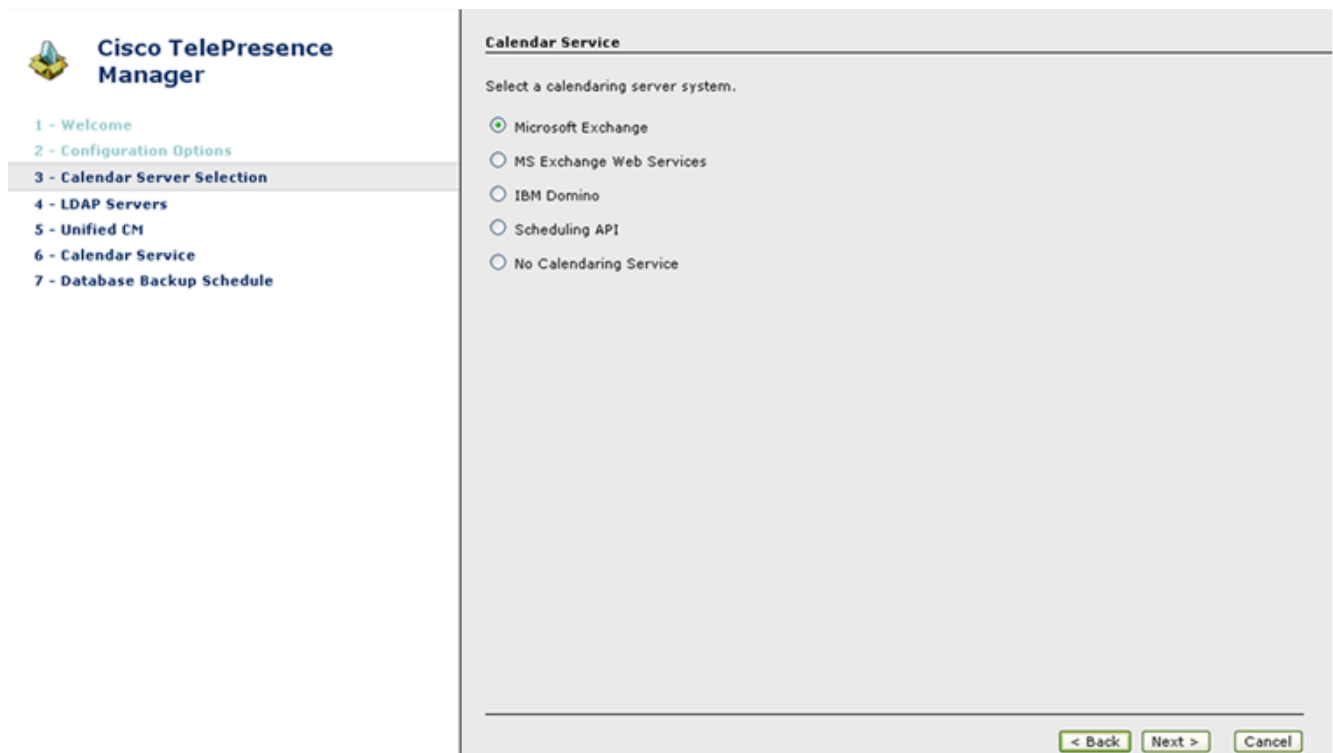 Cisco TelePresence
Manager
1 - Welcome
2 - Configuration Options
3 - Calendar Server Selection
4 - LDAP Servers
5 - Unified CM
6 - Calendar Service
7 - Database Backup Schedule
Calendar Service
Select a calendaring server system.
Microsoft Exchange
MS Exchange Web Services
IBM Domino
Scheduling API
No Calendaring Service
< Back Next > Cancel